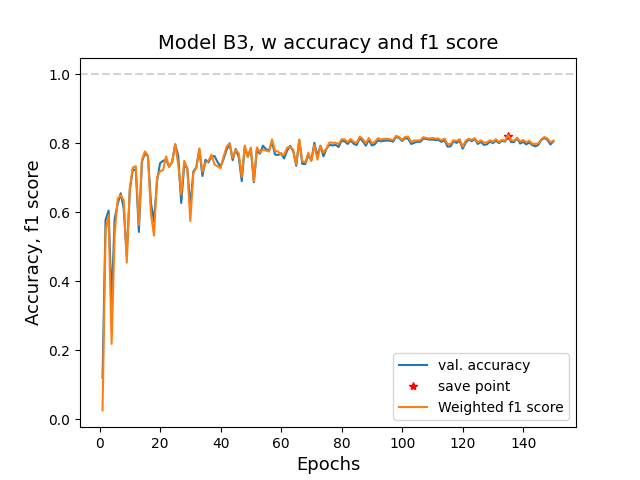 Model B3, w accuracy and f1 score
1.0
0.8
0.6
0.4
0.2
0.0
Accuracy, f1 score
val. accuracy
save point
Weighted f1 score
0 20 40 60 80 100 120 140
Epochs